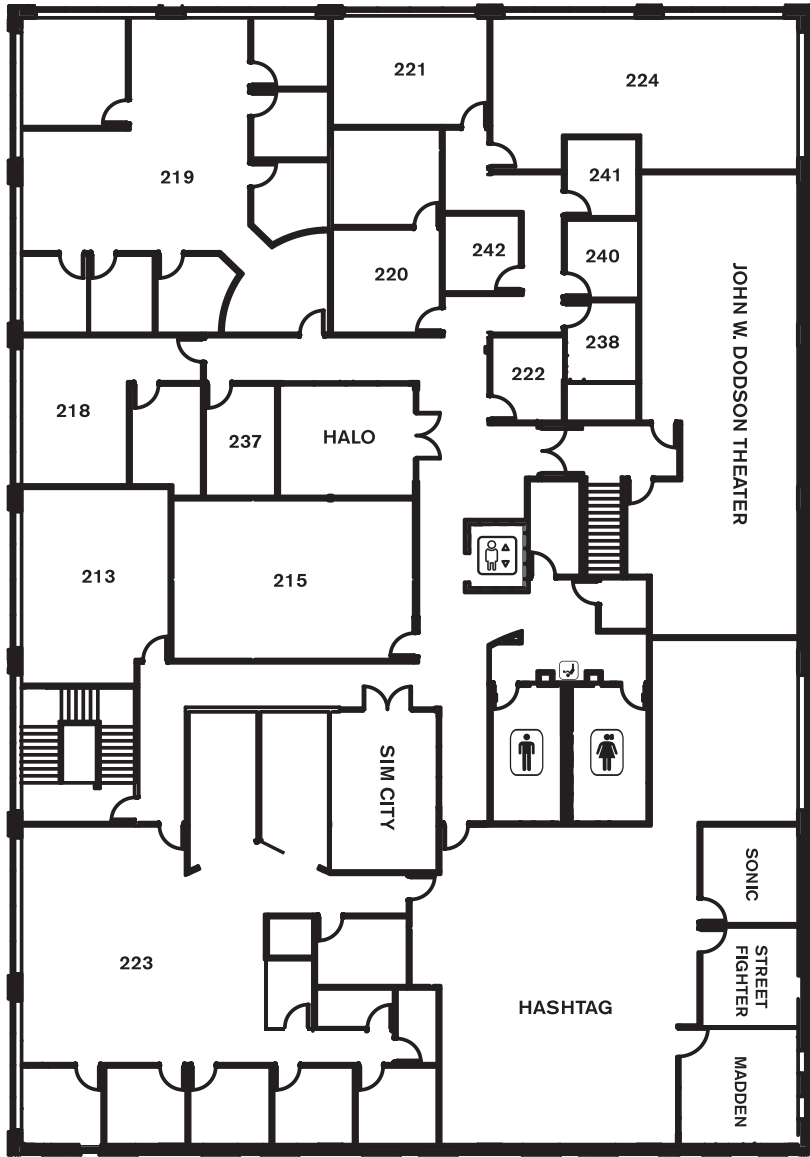 221
224
219
241
242
240
220
238
222
218
237
HALO
JOHN W. DODSON THEATER
213
215
SIM CITY
SONIC
STREET
FIGHTER
223
HASHTAG
MADDEN